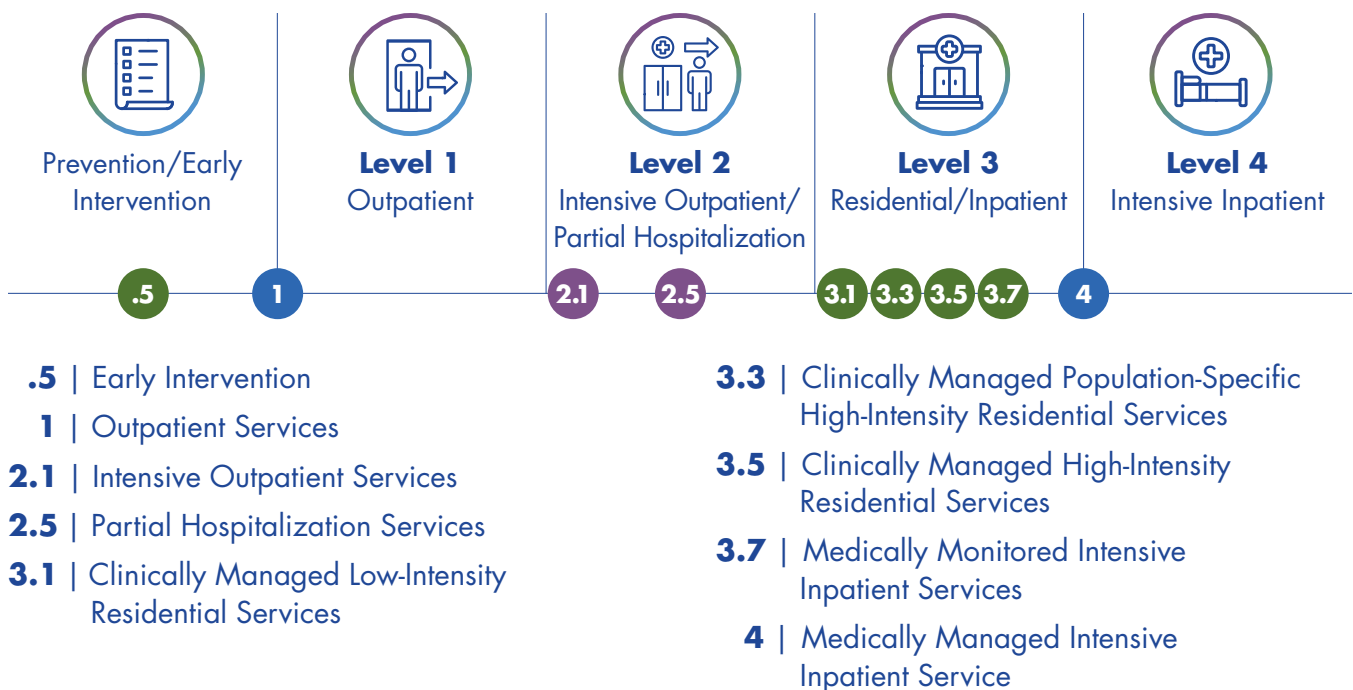 Prevention/Early
Intervention
Level 1
Outpatient
Level 2
Intensive Outpatient/
Partial Hospitalization
Level 3
Residential/Inpatient
Level 4
Intensive Inpatient
.5
1
2.1
2.5
3.1
3.3
3.5
3.7
4
.5 | Early Intervention
1 | Outpatient Services
2.1 | Intensive Outpatient Services
2.5 | Partial Hospitalization Services
3.1 | Clinically Managed Low-Intensity
Residential Services
3.3 | Clinically Managed Population-Specific
High-Intensity Residential Services
3.5 | Clinically Managed High-Intensity
Residential Services
3.7 | Medically Monitored Intensive
Inpatient Services
4 | Medically Managed Intensive
Inpatient Service